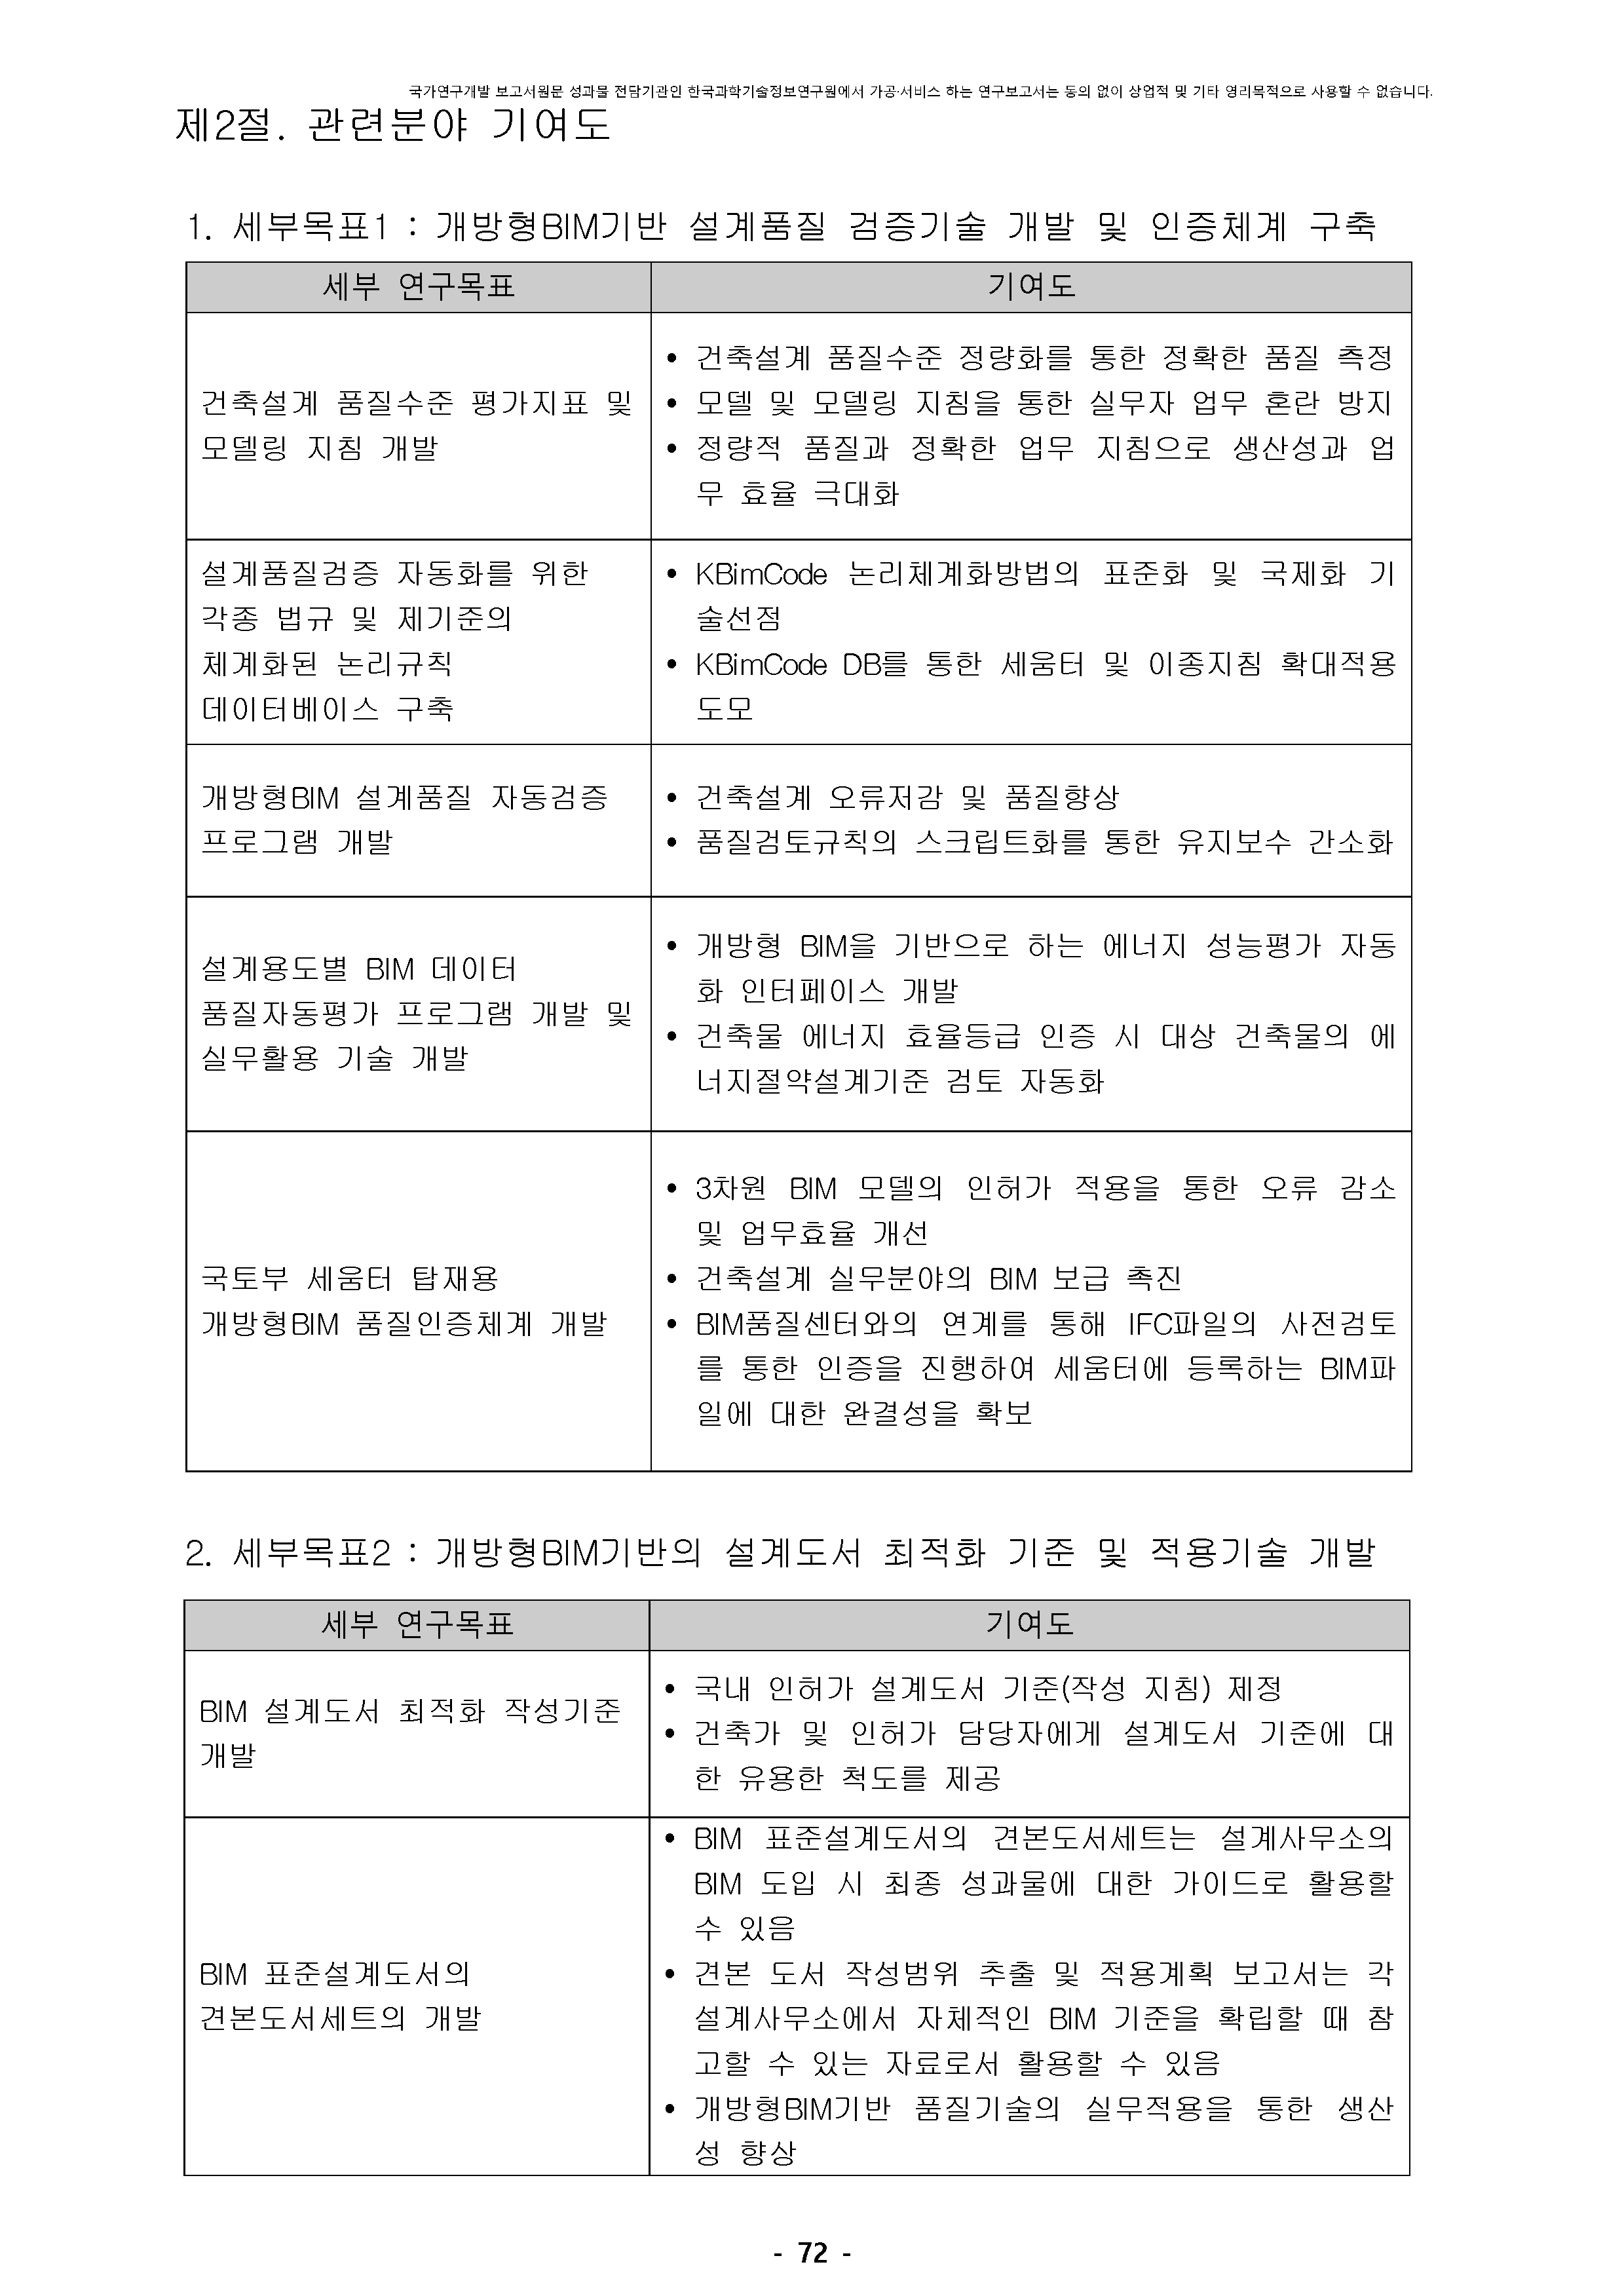 국가연구개발 보고서원문 성과물 전담기관인 한국과학기술정보연구원에서 가공·서비스 하는 연구보고서는 동의 없이 상업적 및 기타 영리목적으로 사용할 수 없습니다.
제2절. 관련분야 기여도
1. 세부목표1 : 개방형BIM기반 설계품질 검증기술 개발 및 인증체계 구축
세부 연구목표
기여도
건축설계 품질수준 평가지표 및
모델링 지침 개발
• 건축설계 품질수준 정량화를 통한 정확한 품질 측정
• 모델 및 모델링 지침을 통한 실무자 업무 혼란 방지
• 정량적 품질과 정확한 업무 지침으로 생산성과 업
무 효율 극대화
설계품질검증 자동화를 위한
각종 법규 및 제기준의
체계화된 논리규칙
데이터베이스 구축
• KBimCode 논리체계화방법의 표준화 및 국제화 기
술선점
• KBimCode DB를 통한 세움터 및 이종지침 확대적용
도모
개방형BIM 설계품질 자동검증
프로그램 개발
• 건축설계 오류저감 및 품질향상
• 품질검토규칙의 스크립트화를 통한 유지보수 간소화
설계용도별 BIM 데이터
품질자동평가 프로그램 개발 및
실무활용 기술 개발
• 개방형 BIM을 기반으로 하는 에너지 성능평가 자동
화 인터페이스 개발
• 건축물 에너지 효율등급 인증 시 대상 건축물의 에
너지절약설계기준 검토 자동화
국토부 세움터 탑재용
개방형BIM 품질인증체계 개발
• 3차원 BIM 모델의 인허가 적용을 통한 오류 감소
및 업무효율 개선
• 건축설계 실무분야의 BIM 보급 촉진
• BIM품질센터와의 연계를 통해 IFC파일의 사전검토
를 통한 인증을 진행하여 세움터에 등록하는 BIM파
일에 대한 완결성을 확보
2. 세부목표2 : 개방형BIM기반의 설계도서 최적화 기준 및 적용기술 개발
세부 연구목표
기여도
BIM 설계도서 최적화 작성기준
개발
• 국내 인허가 설계도서 기준(작성 지침) 제정
• 건축가 및 인허가 담당자에게 설계도서 기준에 대
한 유용한 척도를 제공
BIM 표준설계도서의
견본도서세트의 개발
• BIM 표준설계도서의 견본도서세트는 설계사무소의
BIM 도입 시 최종 성과물에 대한 가이드로 활용할
수 있음
• 견본 도서 작성범위 추출 및 적용계획 보고서는 각
설계사무소에서 자체적인 BIM 기준을 확립할 때 참
고할 수 있는 자료로서 활용할 수 있음
• 개방형BIM기반 품질기술의 실무적용을 통한 생산
성 향상
- 72 -